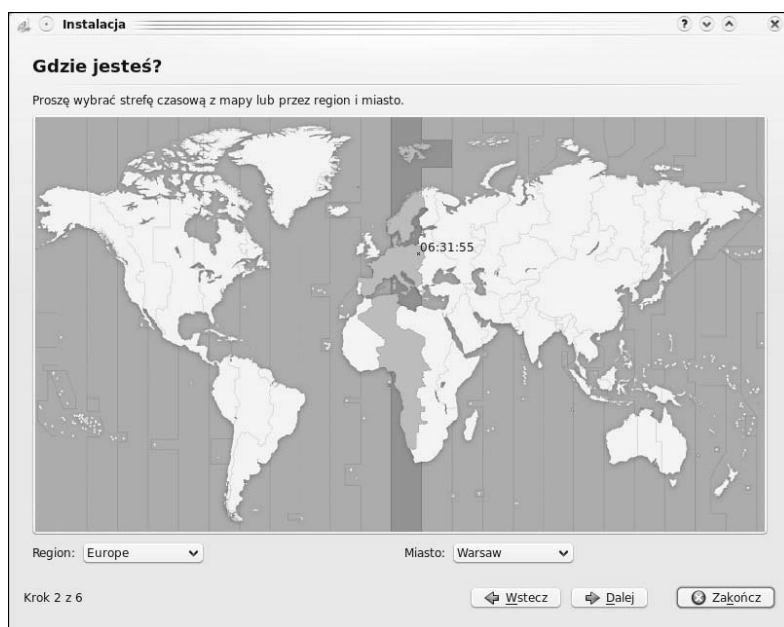 Instalacja
Gdzie jesteś?
Proszę wybrać strefę czasową z mapy lub przez region i miasto.
06:31:55
Region: Europe Miasto: Warsaw
Krok 2 z 6 Wstecz Dalej Zakończ